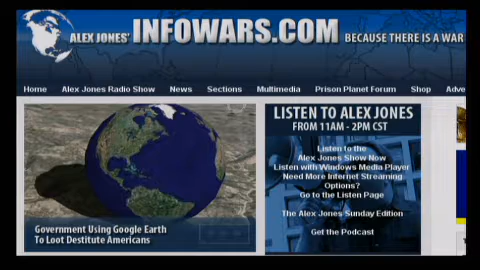 ALEX JONES' INFOWARS.COM BECAUSE THERE IS A WAR
Home Alex Jones Radio Show News Sections Multimedia Prison Planet Forum Shop Adve
LISTEN TO ALEX JONES
FROM 11AM - 2PM CST
Listen to the
Alex Jones Show Now
Listen with Windows Media Player
Need More Internet Streaming
Options?
Go to the Listen Page
The Alex Jones Sunday Edition
Get the Podcast
Government Using Google Earth
To Loot Destitute Americans